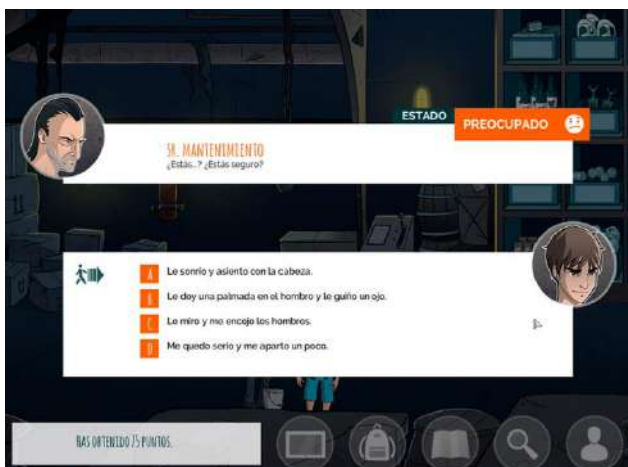 ESTADO
PREOCUPADO
SR. MANTENIMIENTO
¿Estás..? ¿Estás seguro?
A Le sonrío y asiento con la cabeza.
B Le doy una palmada en el hombro y le guiño un ojo.
C Le miro y me encojo los hombros.
D Me quedo serio y me aparto un poco.
HAS OBTENIDO 75 PUNTOS.